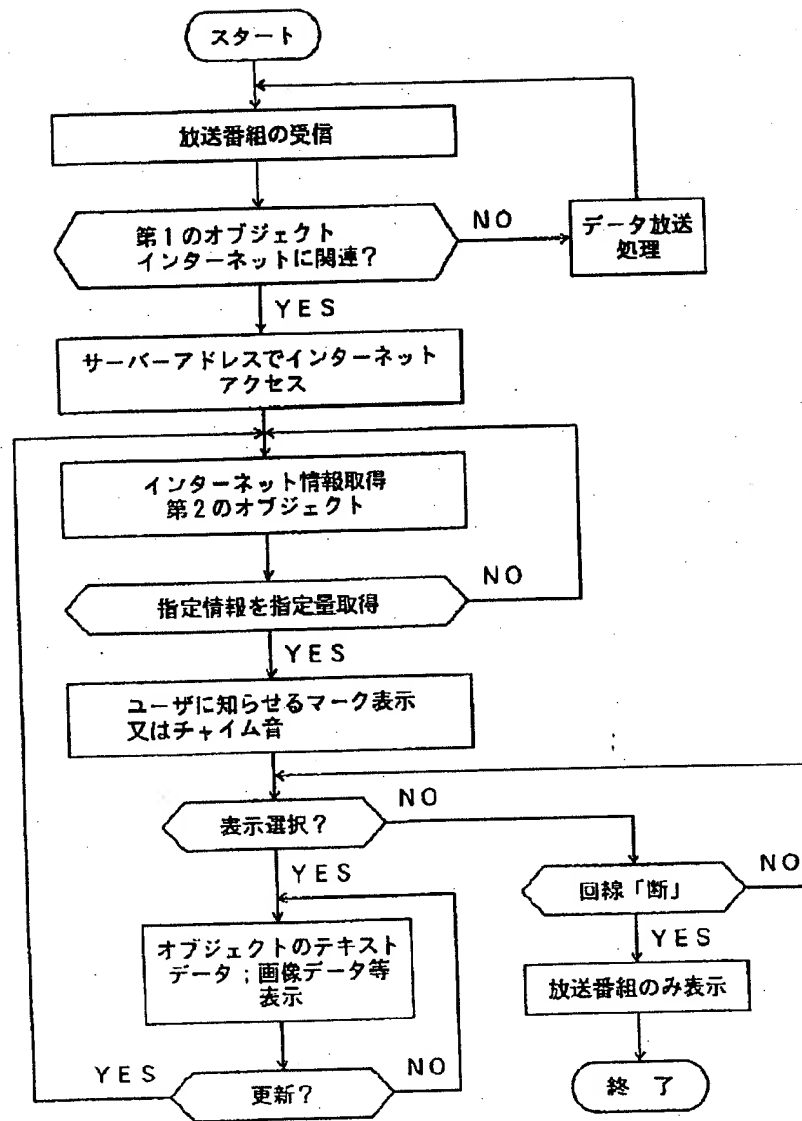 スタート
放送番組の受信
第1のオブジェクト
インターネットに関連?
NO
データ放送
処理
YES
サーバーアドレスでインターネット
アクセス
インターネット情報取得
第2のオブジェクト
指定情報を指定量取得
NO
YES
ユーザに知らせるマーク表示
又はチャイム音
表示選択?
NO
YES
回線「断」
NO
YES
オブジェクトのテキスト
データ;画像データ等
表示
放送番組のみ表示
更新?
YES
NO
終 了